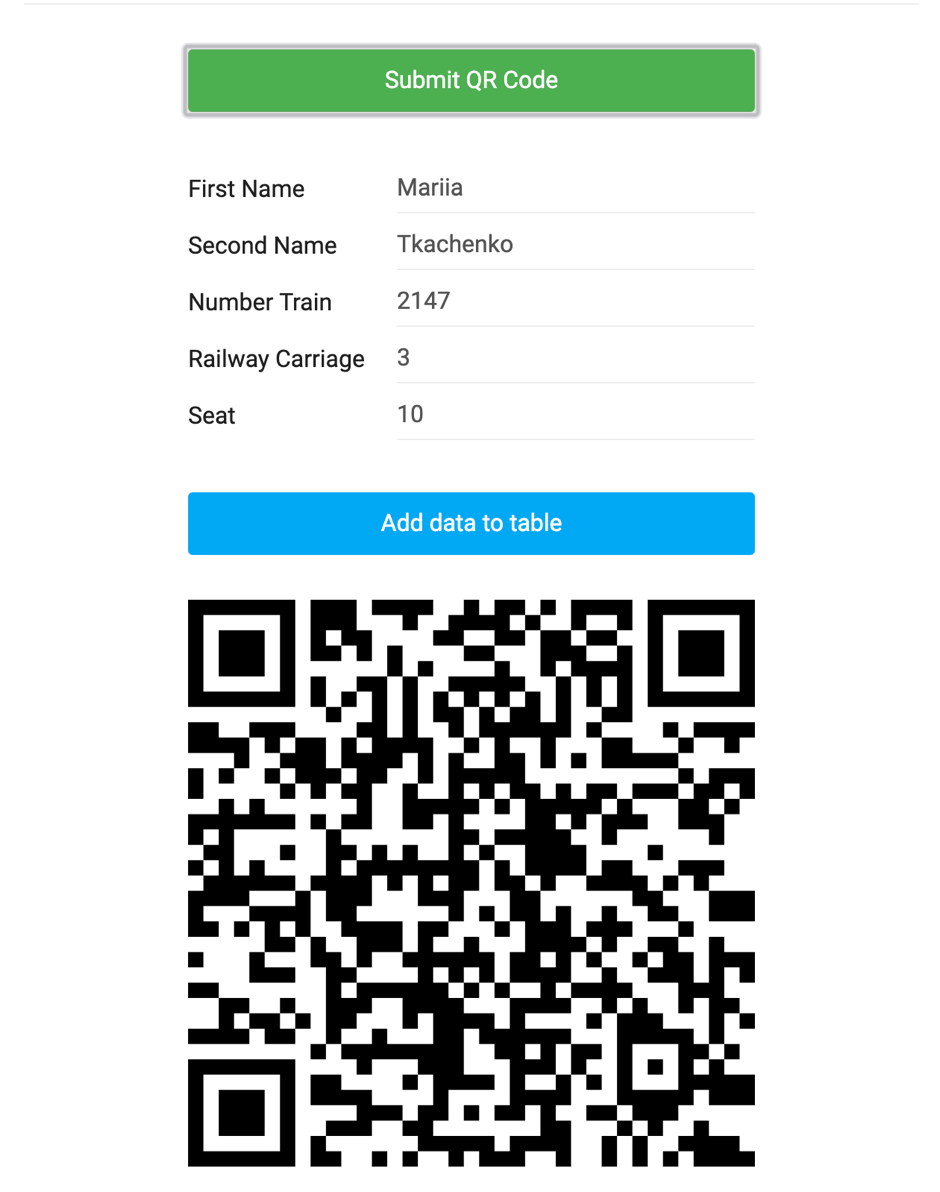 Submit QR Code
First Name Mariia
Second Name Tkachenko
Number Train 2147
Railway Carriage 3
Seat 10
Add data to table